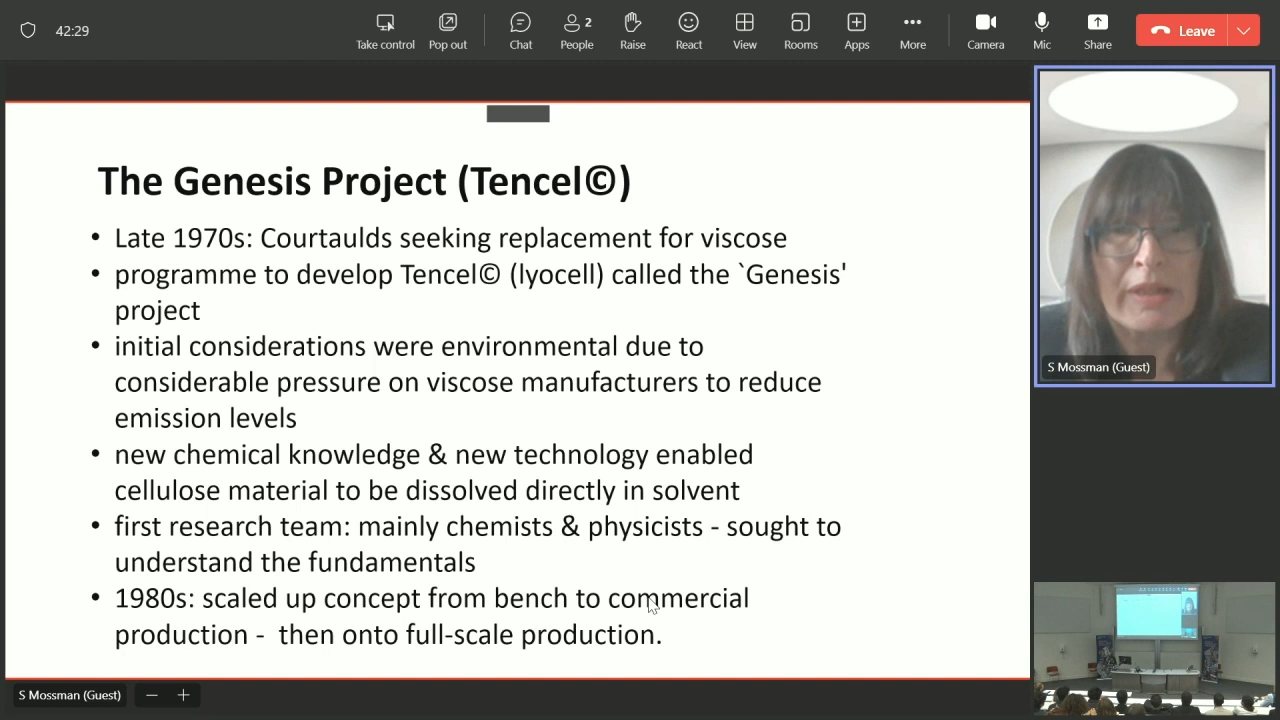 42:29
Take control
Pop out
Chat
2
People
Raise
React
View
Rooms
Apps
More
Camera
Mic
Share
Leave
The Genesis Project (Tencel©)
• Late 1970s: Courtaulds seeking replacement for viscose
• programme to develop Tencel© (lyocell) called the `Genesis'
project
• initial considerations were environmental due to
considerable pressure on viscose manufacturers to reduce
emission levels
• new chemical knowledge & new technology enabled
cellulose material to be dissolved directly in solvent
• first research team: mainly chemists & physicists - sought to
understand the fundamentals
• 1980s: scaled up concept from bench to commercial
production - then onto full-scale production.
S Mossman (Guest)
S Mossman (Guest)